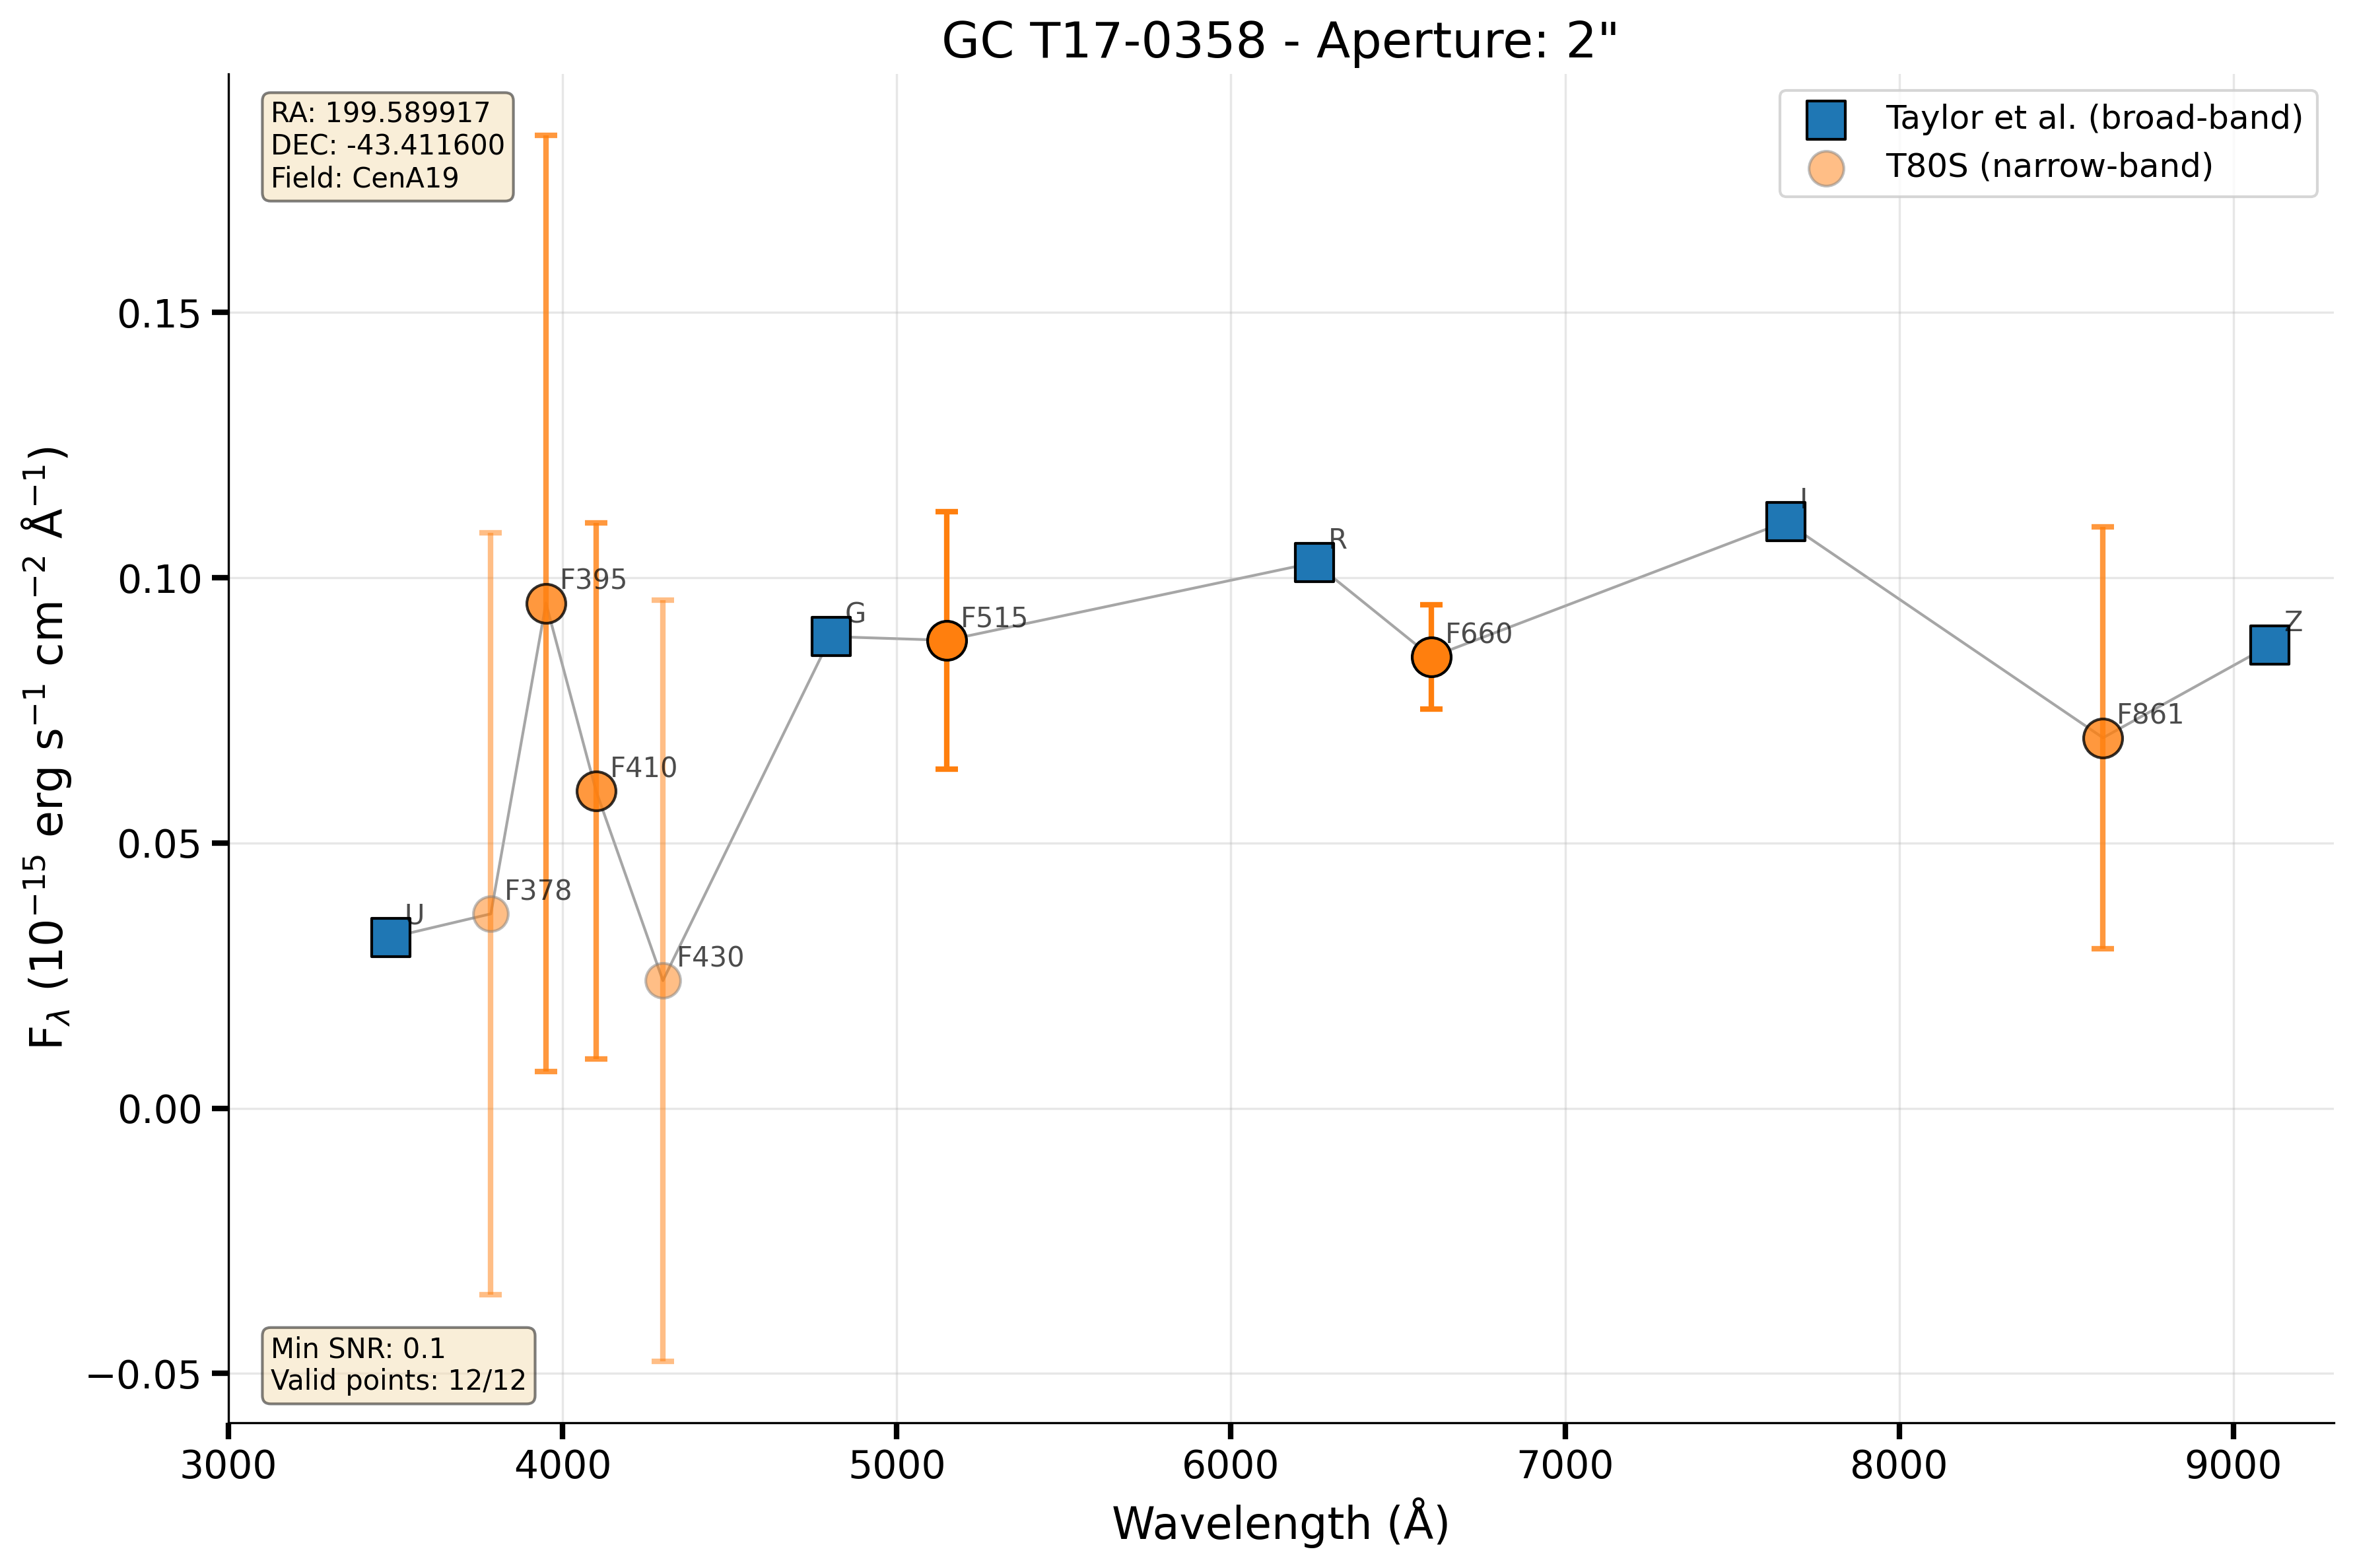 GC T17-0358 - Aperture: 2"
RA: 199.589917
DEC: -43.411600
Field: CenA19
Taylor et al. (broad-band)
T80S (narrow-band)
F_λ (10⁻¹⁵ erg s⁻¹ cm⁻² Å⁻¹)
0.15
0.10
0.05
0.00
−0.05
U
F378
F395
F410
F430
G
F515
R
F660
I
F861
Z
Min SNR: 0.1
Valid points: 12/12
3000
4000
5000
6000
7000
8000
9000
Wavelength (Å)